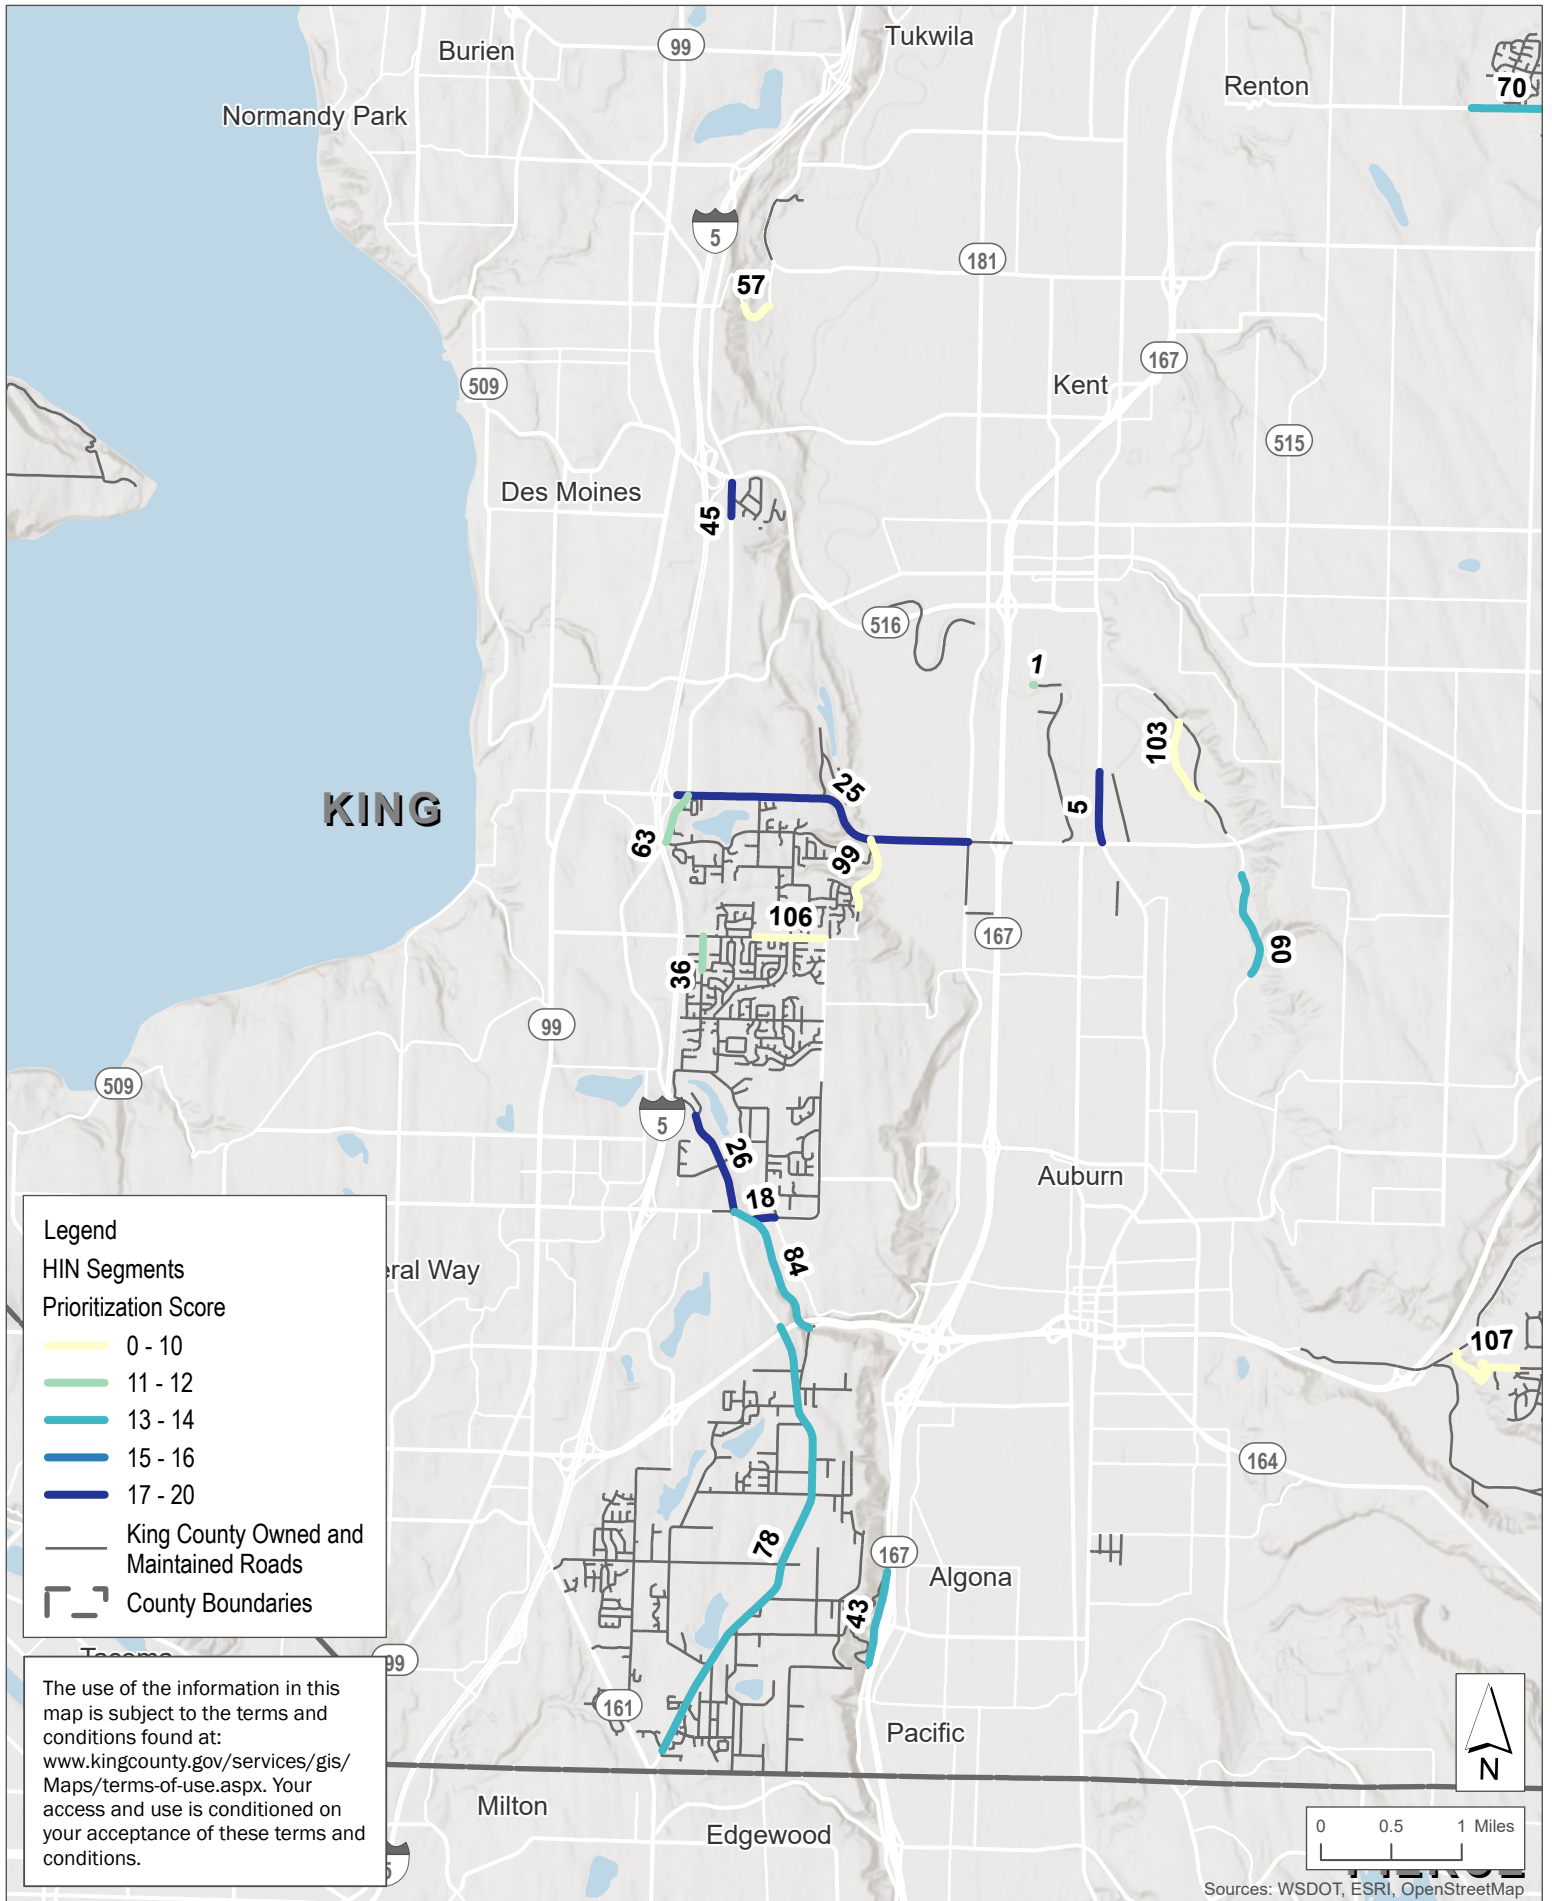 Tukwila
Burien
99
Renton
70
Normandy Park
5
181
57
167
Kent
509
515
Des Moines
45
516
1
103
25
5
KING
63
99
106
167
60
36
99
509
5
26
Auburn
18
84
eral Way
107
164
78
167
Algona
43
99
161
Pacific
Milton
Edgewood
5
Legend
HIN Segments
Prioritization Score
0 - 10
11 - 12
13 - 14
15 - 16
17 - 20
King County Owned and
Maintained Roads
County Boundaries
The use of the information in this
map is subject to the terms and
conditions found at:
www.kingcounty.gov/services/gis/
Maps/terms-of-use.aspx. Your
access and use is conditioned on
your acceptance of these terms and
conditions.
N
0 0.5 1 Miles
Sources: WSDOT, ESRI, OpenStreetMap